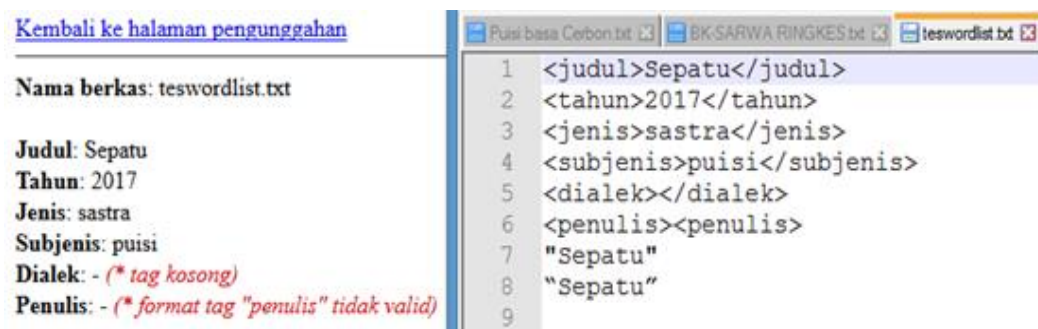 Kembali ke halaman pengunggahan
Nama berkas: teswordlist.txt
Judul: Sepatu
Tahun: 2017
Jenis: sastra
Subjenis: puisi
Dialek: - (* tag kosong)
Penulis: - (* format tag "penulis" tidak valid)
Puisi basa Cerbon.txt BK-SARWA RINGKES.txt teswordlist.txt
1 <judul>Sepatu</judul>
2 <tahun>2017</tahun>
3 <jenis>sastra</jenis>
4 <subjenis>puisi</subjenis>
5 <dialek></dialek>
6 <penulis><penulis>
7 "Sepatu"
8 “Sepatu”
9